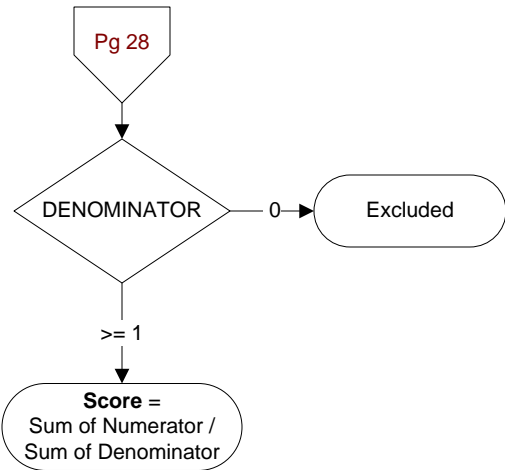 Pg 28
DENOMINATOR
0
Excluded
>= 1
Score =
Sum of Numerator /
Sum of Denominator